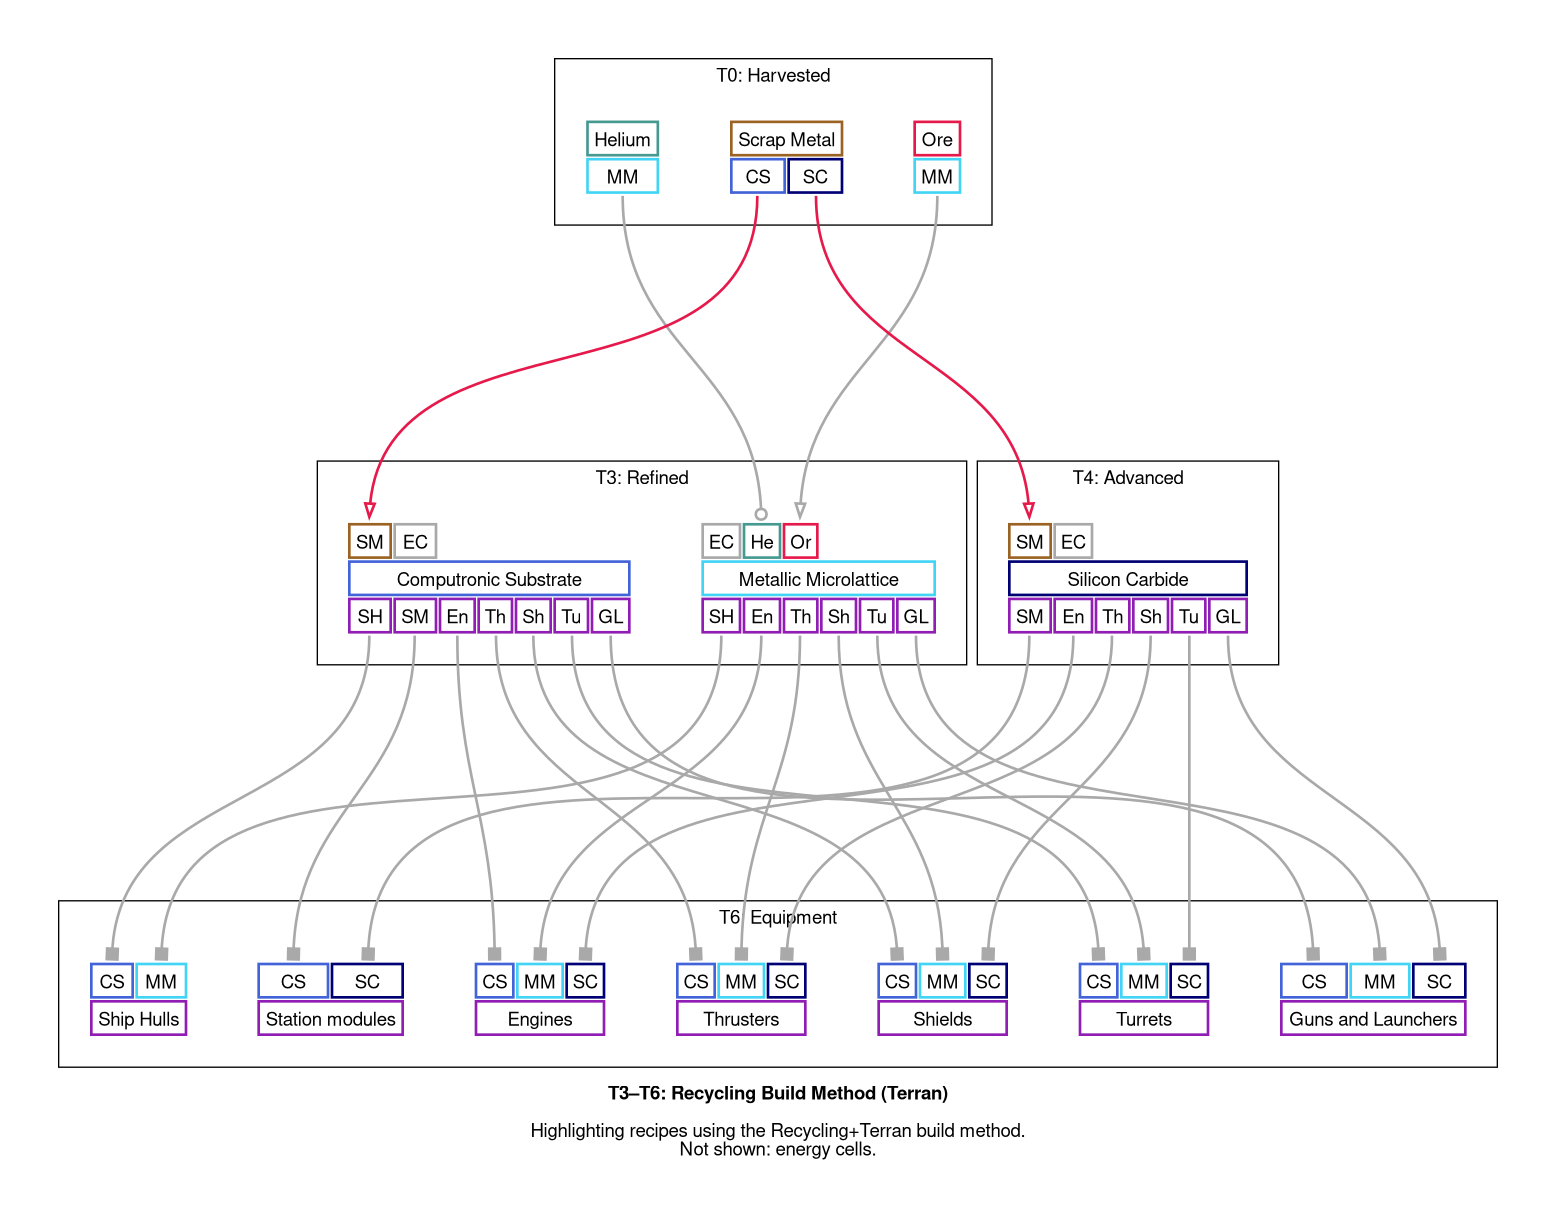 T0: Harvested
Helium Scrap Metal Ore
MM CS SC MM
T3: Refined T4: Advanced
SM EC EC He Or SM EC
Computronic Substrate Metallic Microlattice Silicon Carbide
SH SM En Th Sh Tu GL SH En Th Sh Tu GL SM En Th Sh Tu GL
T6: Equipment
CS MM CS SC CS MM SC CS MM SC CS MM SC CS MM SC CS MM SC
Ship Hulls Station modules Engines Thrusters Shields Turrets Guns and Launchers
T3–T6: Recycling Build Method (Terran)
Highlighting recipes using the Recycling+Terran build method.
Not shown: energy cells.